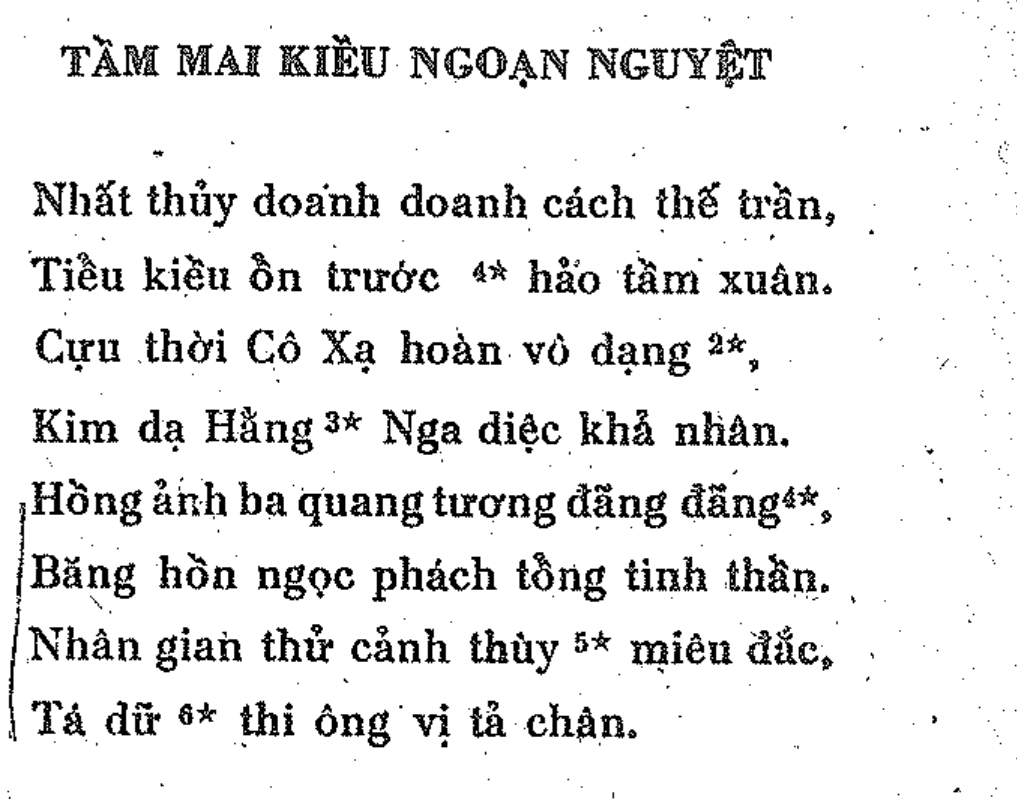 TẦM MAI KIỀU NGOẠN NGUYỆT
Nhất thủy doanh doanh cách thế trần,
Tiểu kiều ổn trước 4* hảo tầm xuân.
Cựu thời Cô Xạ hoàn vô dạng 2*,
Kim dạ Hằng 3* Nga diệc khả nhân.
Hồng ảnh ba quang tương đãng đãng4*,
Băng hồn ngọc phách tổng tinh thần.
Nhân gian thử cảnh thùy 5* miêu đắc,
Tá dữ 6* thi ông vị tả chân.